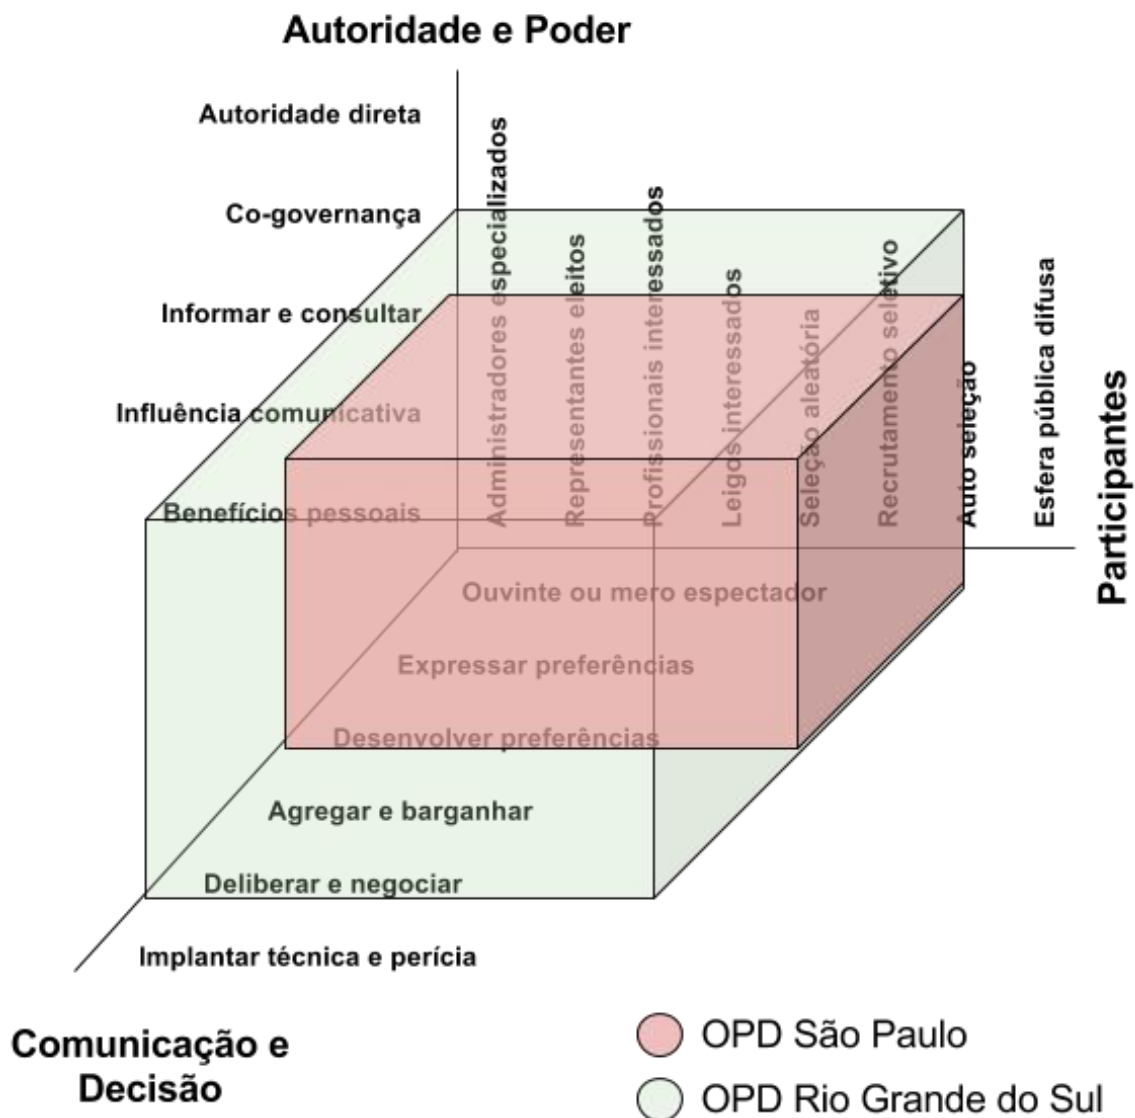 Autoridade e Poder
Autoridade direta
Co-governança
Informar e consultar
Influência comunicativa
Benefícios pessoais
Administradores especializados
Representantes eleitos
Profissionais interessados
Leigos interessados
Seleção aleatória
Recrutamento seletivo
Auto seleção
Esfera pública difusa
Participantes
Ouvinte ou mero espectador
Expressar preferências
Desenvolver preferências
Agregar e barganhar
Deliberar e negociar
Implantar técnica e perícia
Comunicação e
Decisão
OPD São Paulo
OPD Rio Grande do Sul